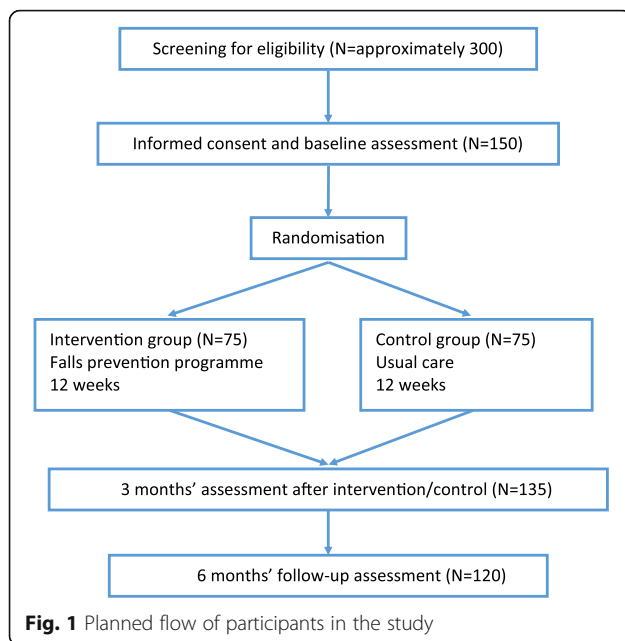 Screening for eligibility (N=approximately 300)
Informed consent and baseline assessment (N=150)
Randomisation
Intervention group (N=75)
Falls prevention programme
12 weeks
Control group (N=75)
Usual care
12 weeks
3 months’ assessment after intervention/control (N=135)
6 months’ follow-up assessment (N=120)
Fig. 1 Planned flow of participants in the study